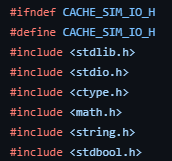 #ifndef CACHE_SIM_IO_H
#define CACHE_SIM_IO_H
#include <stdlib.h>
#include <stdio.h>
#include <ctype.h>
#include <math.h>
#include <string.h>
#include <stdbool.h>